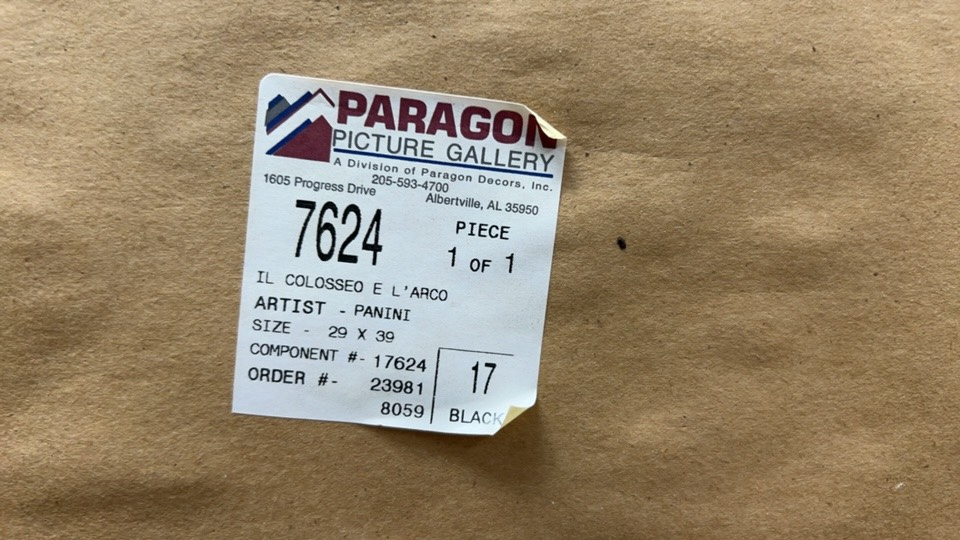 PARAGON
PICTURE GALLERY
A Division of Paragon Decors, Inc.
205-593-4700
1605 Progress Drive Albertville, AL 35950
7624 PIECE
1 OF 1
IL COLOSSEO E L'ARCO
ARTIST - PANINI
SIZE - 29 X 39
COMPONENT #- 17624
ORDER #- 23981
8059
17
BLACK